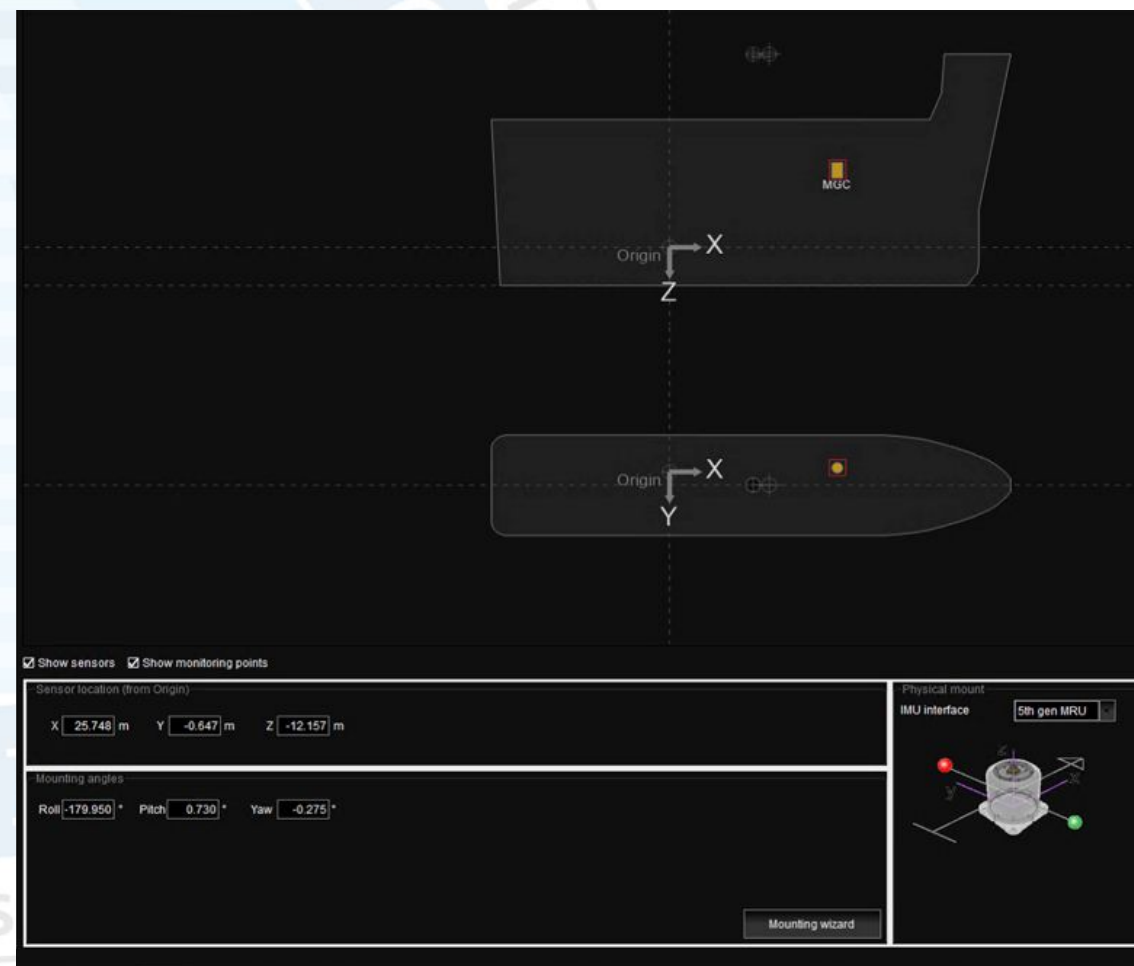 MGC
Origin X
Z
Origin X
Y
Show sensors Show monitoring points
Sensor location (from Origin)
X 25.748 m Y -0.647 m Z -12.157 m
Mounting angles
Roll -179.950 ° Pitch 0.730 ° Yaw -0.275 °
Mounting wizard
Physical mount
IMU interface 5th gen MRU
Z
Y X